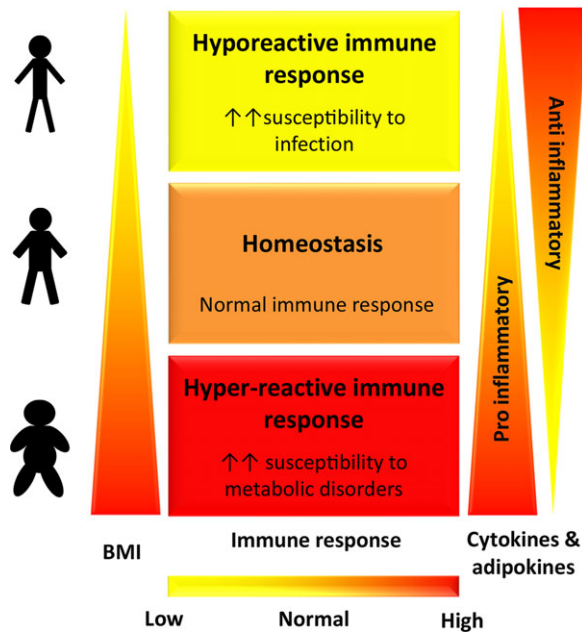 Hyporeactive immune
response
↑↑susceptibility to
infection
Homeostasis
Normal immune response
Hyper-reactive immune
response
↑↑ susceptibility to
metabolic disorders
Pro inflammatory
Anti inflammatory
BMI
Immune response
Cytokines &
adipokines
Low Normal High